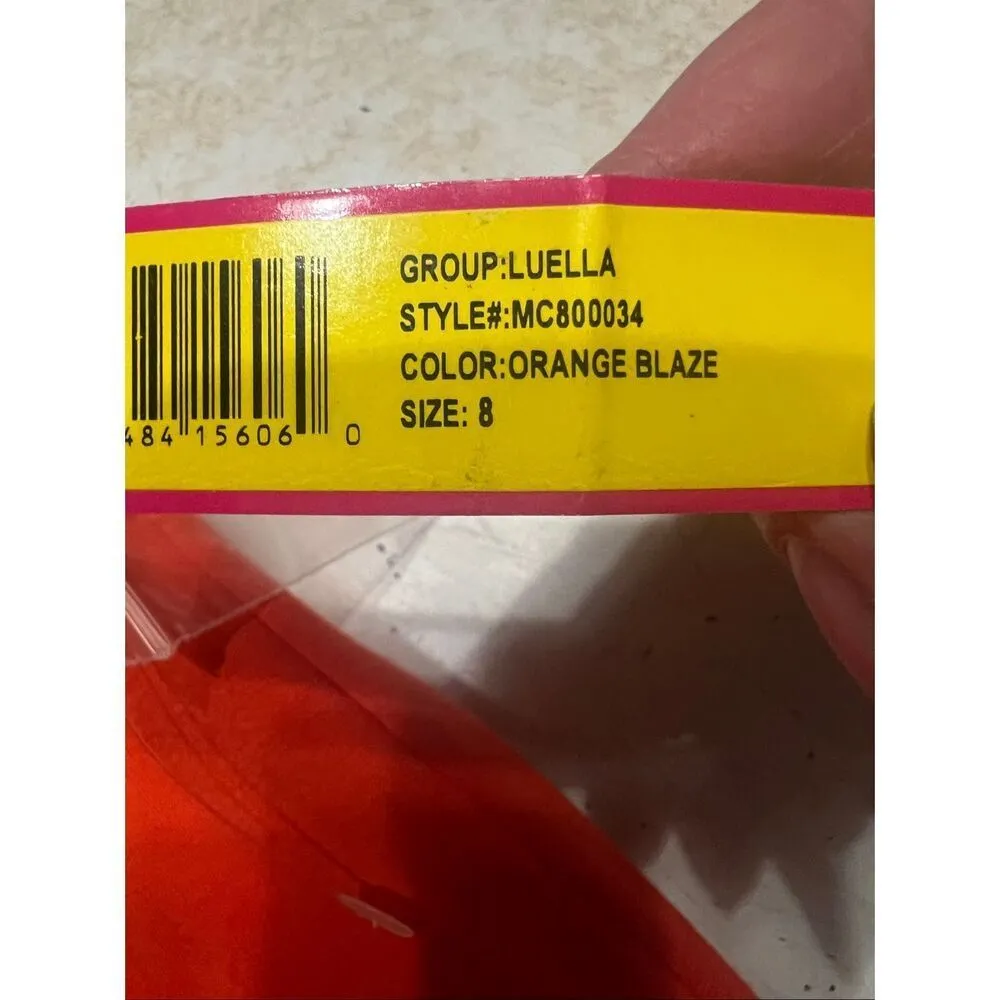 GROUP:LUELLA
STYLE#:MC800034
COLOR:ORANGE BLAZE
SIZE: 8
484 15606 0